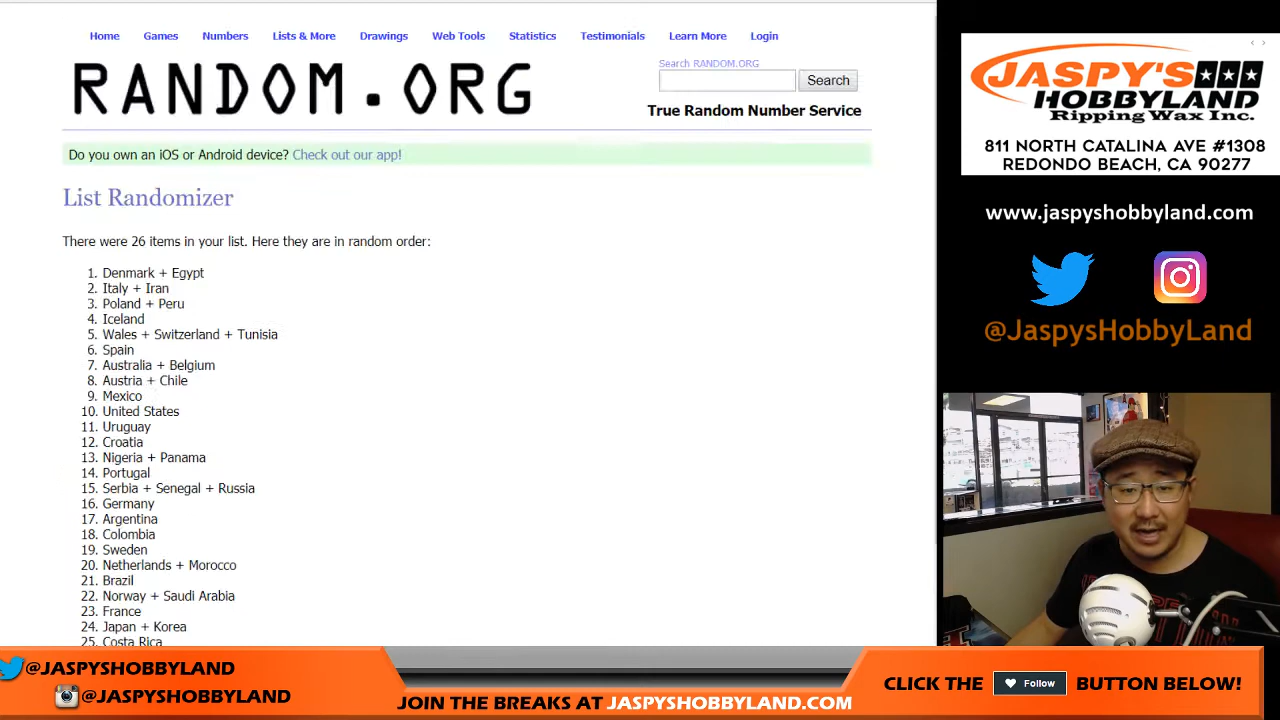 Home Games Numbers Lists & More Drawings Web Tools Statistics Testimonials Learn More Login
RANDOM.ORG
Search RANDOM.ORG
Search
True Random Number Service
Do you own an iOS or Android device? Check out our app!
List Randomizer
There were 26 items in your list. Here they are in random order:
1. Denmark + Egypt
2. Italy + Iran
3. Poland + Peru
4. Iceland
5. Wales + Switzerland + Tunisia
6. Spain
7. Australia + Belgium
8. Austria + Chile
9. Mexico
10. United States
11. Uruguay
12. Croatia
13. Nigeria + Panama
14. Portugal
15. Serbia + Senegal + Russia
16. Germany
17. Argentina
18. Colombia
19. Sweden
20. Netherlands + Morocco
21. Brazil
22. Norway + Saudi Arabia
23. France
24. Japan + Korea
25. Costa Rica
JASPY'S
HOBBYLAND
Ripping Wax Inc.
811 NORTH CATALINA AVE #1308
REDONDO BEACH, CA 90277
www.jaspyshobbyland.com
@JaspysHobbyLand
@JASPYSHOBBYLAND
@JASPYSHOBBYLAND
JOIN THE BREAKS AT JASPYSHOBBYLAND.COM
CLICK THE Follow BUTTON BELOW!